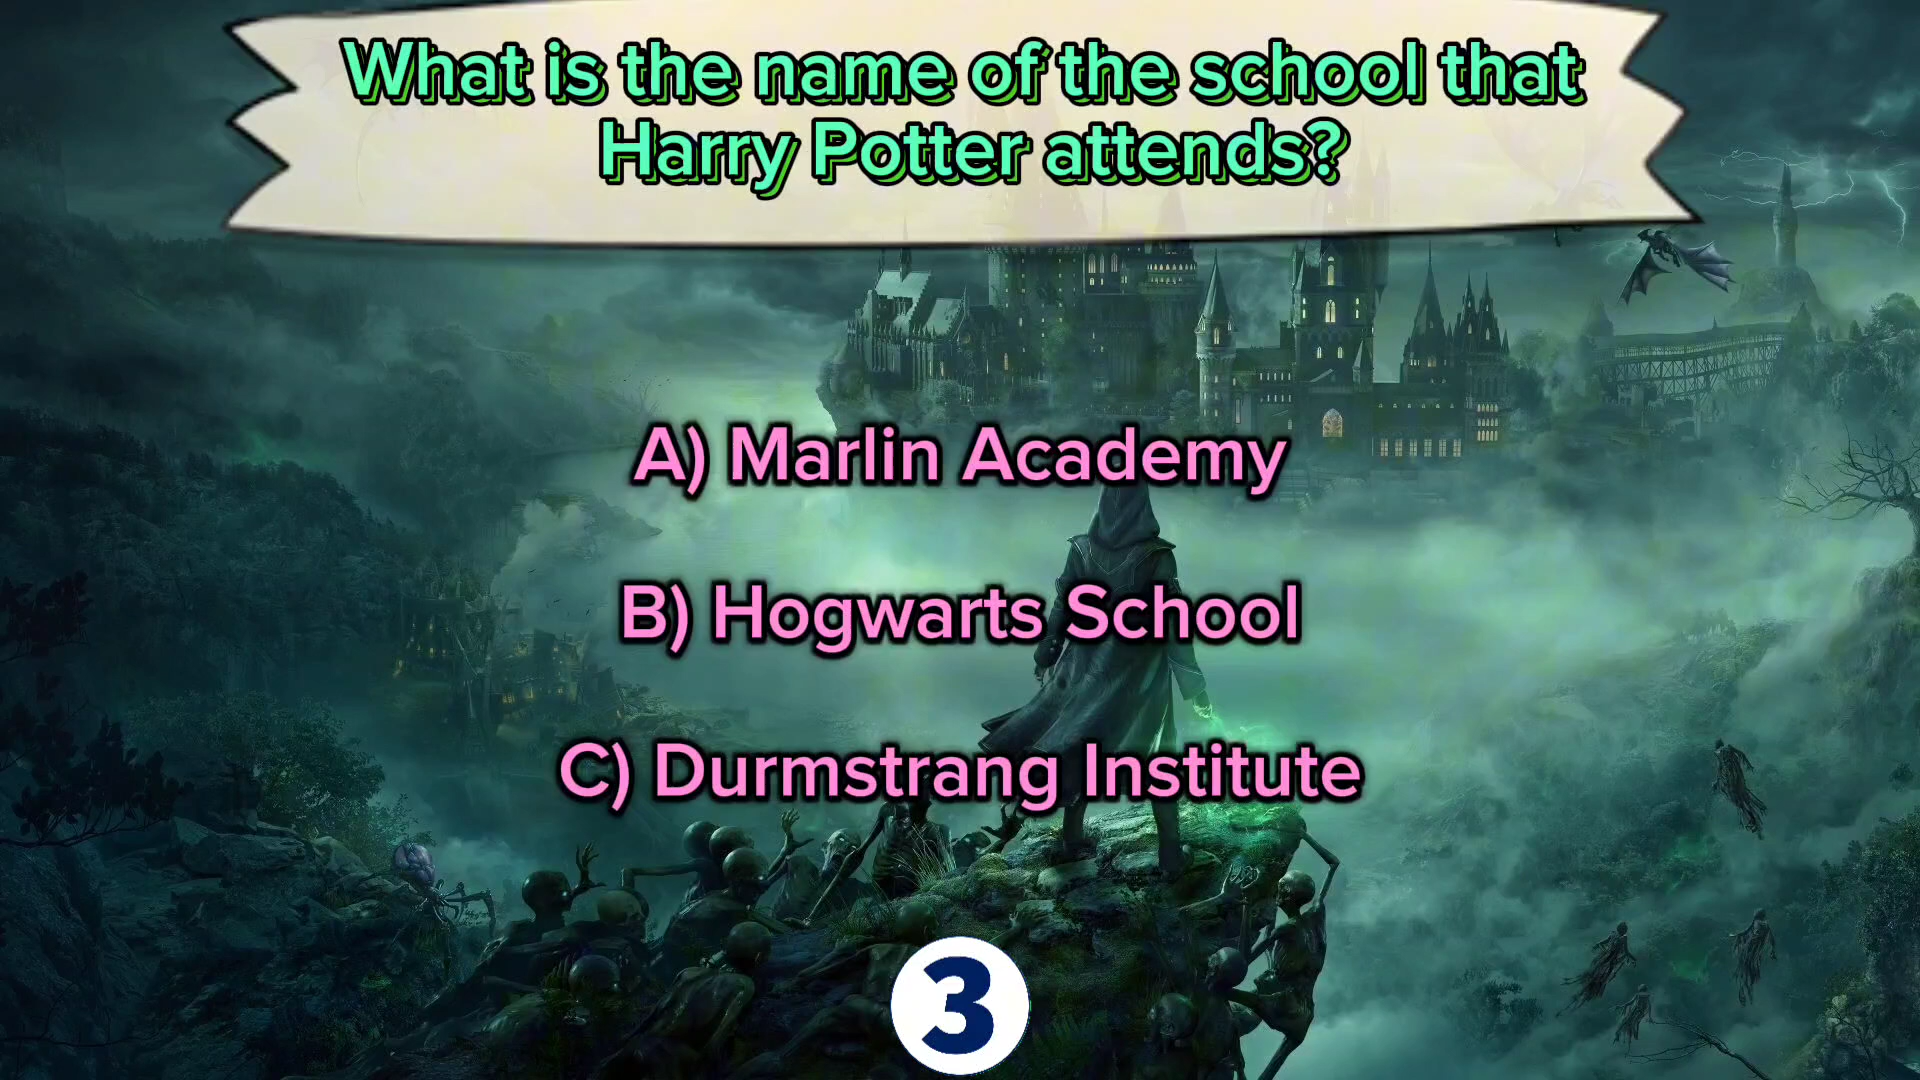 What is the name of the school that
Harry Potter attends?
A) Marlin Academy
B) Hogwarts School
C) Durmstrang Institute
3